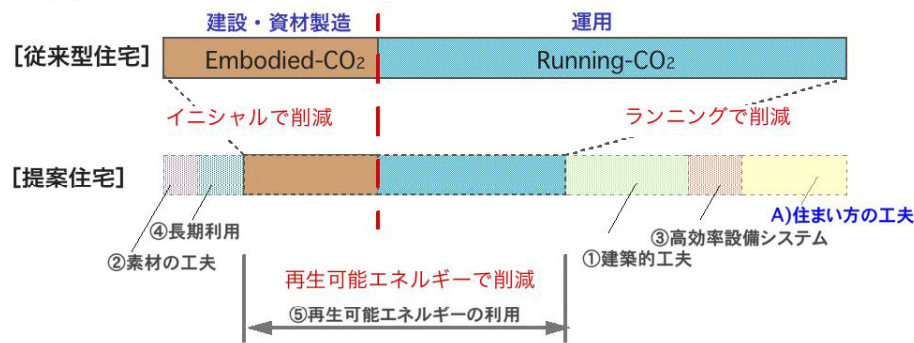 建設・資材製造 運用
[従来型住宅] Embodied-CO₂ Running-CO₂
イニシャルで削減 ランニングで削減
[提案住宅]
④長期利用 A)住まい方の工夫
②素材の工夫 ①建築的工夫 ③高効率設備システム
再生可能エネルギーで削減
⑤再生可能エネルギーの利用